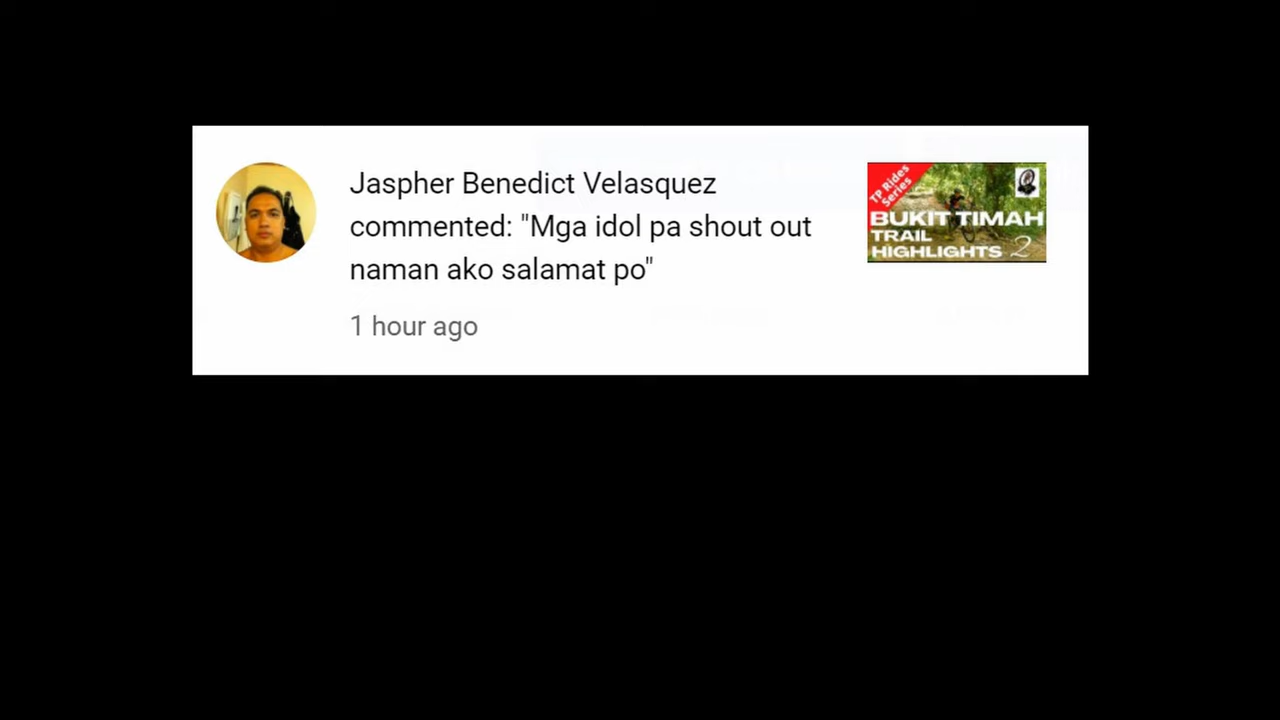 Jaspher Benedict Velasquez
commented: "Mga idol pa shout out
naman ako salamat po"
1 hour ago
TP Rides
Series
BUKIT TIMAH
TRAIL
HIGHLIGHTS 2